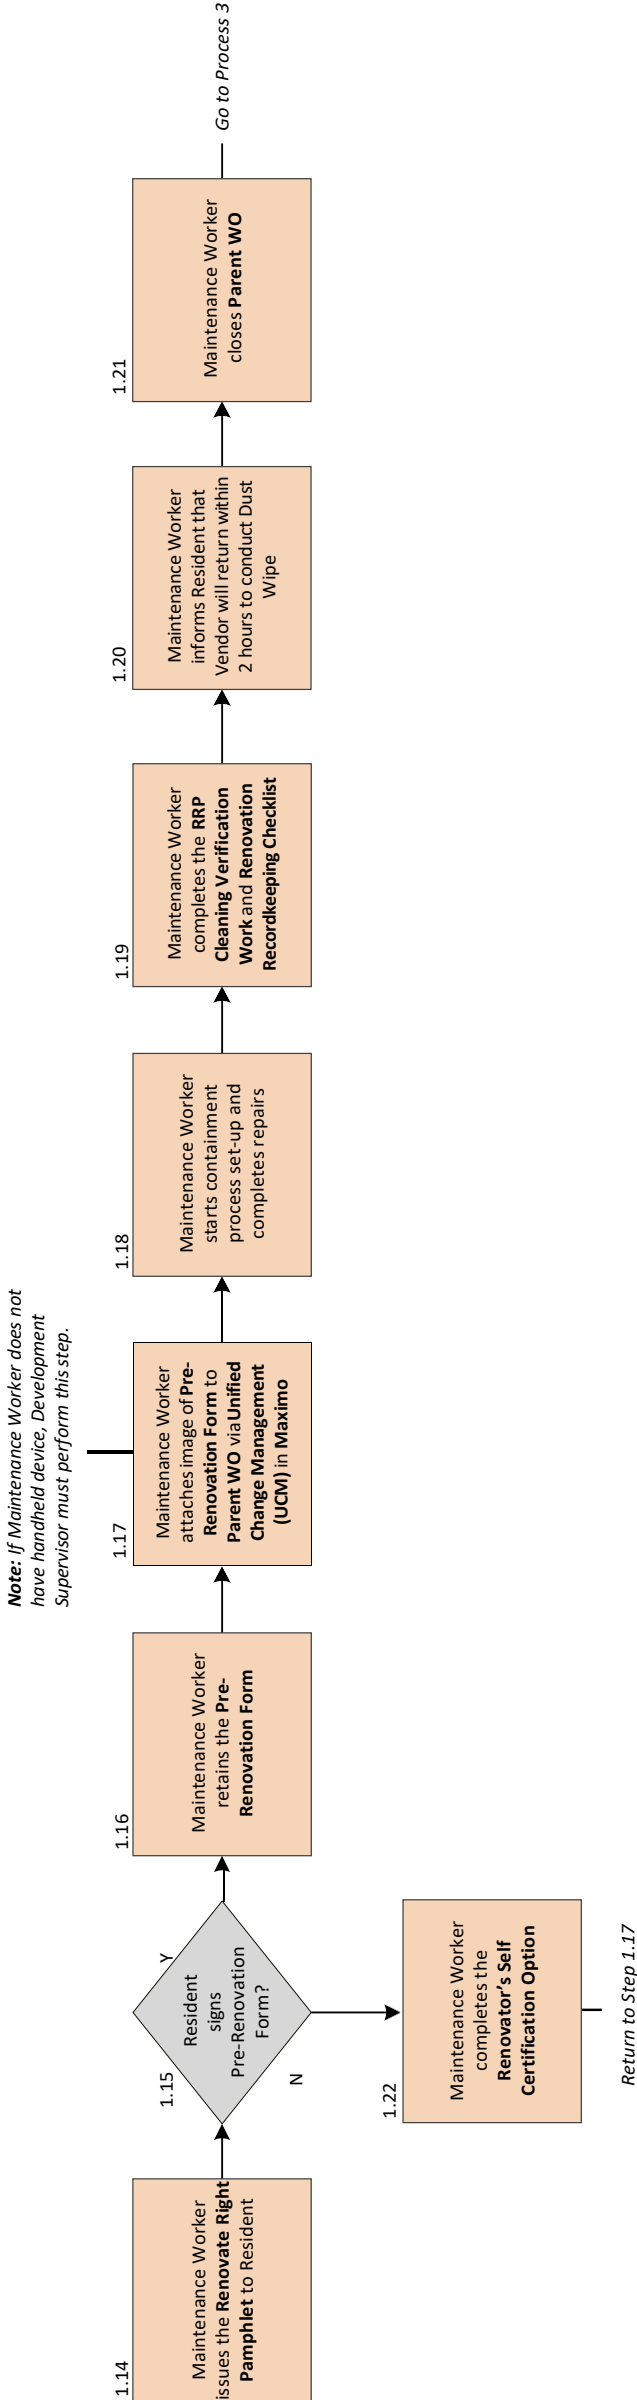 1.14
Maintenance Worker
issues the Renovate Right
Pamphlet to Resident
1.15
Resident
signs
Pre-Renovation
Form?
Y
N
1.16
Maintenance Worker
retains the Pre-
Renovation Form
Note: If Maintenance Worker does not
have handheld device, Development
Supervisor must perform this step.
1.17
Maintenance Worker
attaches image of Pre-
Renovation Form to
Parent WO via Unified
Change Management
(UCM) in Maximo
1.18
Maintenance Worker
starts containment
process set-up and
completes repairs
1.19
Maintenance Worker
completes the RRP
Cleaning Verification
Work and Renovation
Recordkeeping Checklist
1.20
Maintenance Worker
informs Resident that
Vendor will return within
2 hours to conduct Dust
Wipe
1.21
Maintenance Worker
closes Parent WO
Go to Process 3
1.22
Maintenance Worker
completes the
Renovator's Self
Certification Option
Return to Step 1.17